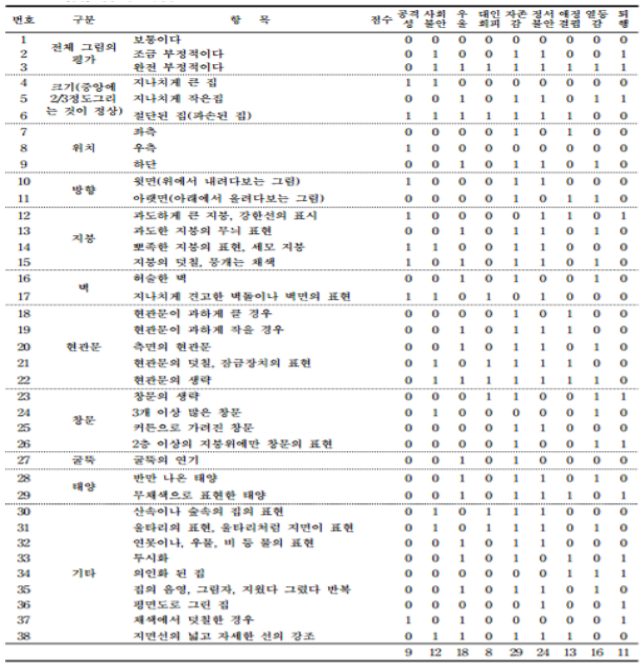 번호 구분 항 목 점수 공격 사회 우 대인 자존 정서 애정 열등 퇴
성 불안 울 회피 감 불안 결핍 감 행
1 보통이다 0 0 0 0 0 0 0 0 0
전체 그림의
2 조금 부정적이다 0 1 0 0 1 1 0 0 1
평가
3 완전 부정적이다 0 1 1 1 1 1 1 1 1
4 크기(중앙에 지나치게 큰 집 1 1 0 0 0 0 0 0 0
5 2/3정도그리 지나치게 작은집 0 0 1 0 1 1 0 1 1
6 는 것이 정상) 절단된 집(파손된 집) 1 1 1 1 1 1 1 0 0
7 좌측 0 0 0 0 1 0 1 0 0
8 위치 우측 1 0 0 0 0 0 0 0 0
9 하단 0 0 1 0 1 1 0 1 0
10 윗면(위에서 내려다보는 그림) 1 0 0 0 1 1 0 0 0
방향
11 아랫면(아래에서 올려다보는 그림) 0 0 0 0 1 0 1 1 0
12 과도하게 큰 지붕, 강한선의 표시 1 0 0 0 0 1 1 0 1
13 과도한 지붕의 무늬 표현 0 0 1 0 1 1 1 0 0
지붕
14 뾰족한 지붕의 표현, 세모 지붕 1 1 0 0 1 1 0 0 0
15 지붕의 덧칠, 뭉개는 채색 1 0 1 0 1 1 1 0 0
16 허술한 벽 0 0 1 0 1 0 0 1 0
벽
17 지나치게 견고한 벽돌이나 벽면의 표현 1 1 0 1 0 1 0 0 0
18 현관문이 과하게 클 경우 0 0 0 0 1 0 1 0 0
19 현관문이 과하게 작을 경우 0 0 1 0 1 1 1 0 0
20 현관문 측면의 현관문 0 0 1 0 1 1 0 1 0
21 현관문의 덧칠, 잠금장치의 표현 0 1 0 1 1 1 1 0 0
22 현관문의 생략 0 1 1 1 1 1 1 1 0
23 창문의 생략 0 0 0 1 1 0 0 1 1
24 3개 이상 많은 창문 0 1 0 0 0 0 0 1 0
창문
25 커튼으로 가려진 창문 0 0 0 0 1 1 0 0 0
26 2층 이상의 지붕위에만 창문의 표현 0 0 0 0 1 0 0 1 1
27 굴뚝 굴뚝의 연기 0 0 1 0 1 0 0 0 0
28 반만 나온 태양 0 0 1 0 1 1 0 1 0
태양
29 무채색으로 표현한 태양 0 0 1 0 1 1 1 0 1
30 산속이나 숲속의 집의 표현 0 1 0 1 1 1 0 0 0
31 울타리의 표현, 울타리처럼 지면이 표현 0 1 0 1 1 1 0 1 0
32 연못이나, 우물, 비 등 물의 표현 0 0 1 0 1 1 0 0 0
33 투시화 0 0 1 0 1 0 1 0 1
34 기타 의인화 된 집 0 0 0 0 0 0 1 1 1
35 집의 음영, 그림자, 지웠다 그렸다 반복 0 0 1 0 1 1 0 1 0
36 평면도로 그린 집 0 0 0 0 0 1 0 0 1
37 채색에서 덧칠한 경우 1 0 1 0 0 0 0 0 1
38 지면선의 넓고 자세한 선의 강조 0 1 1 0 1 1 1 0 0
9 12 18 8 29 24 13 16 11